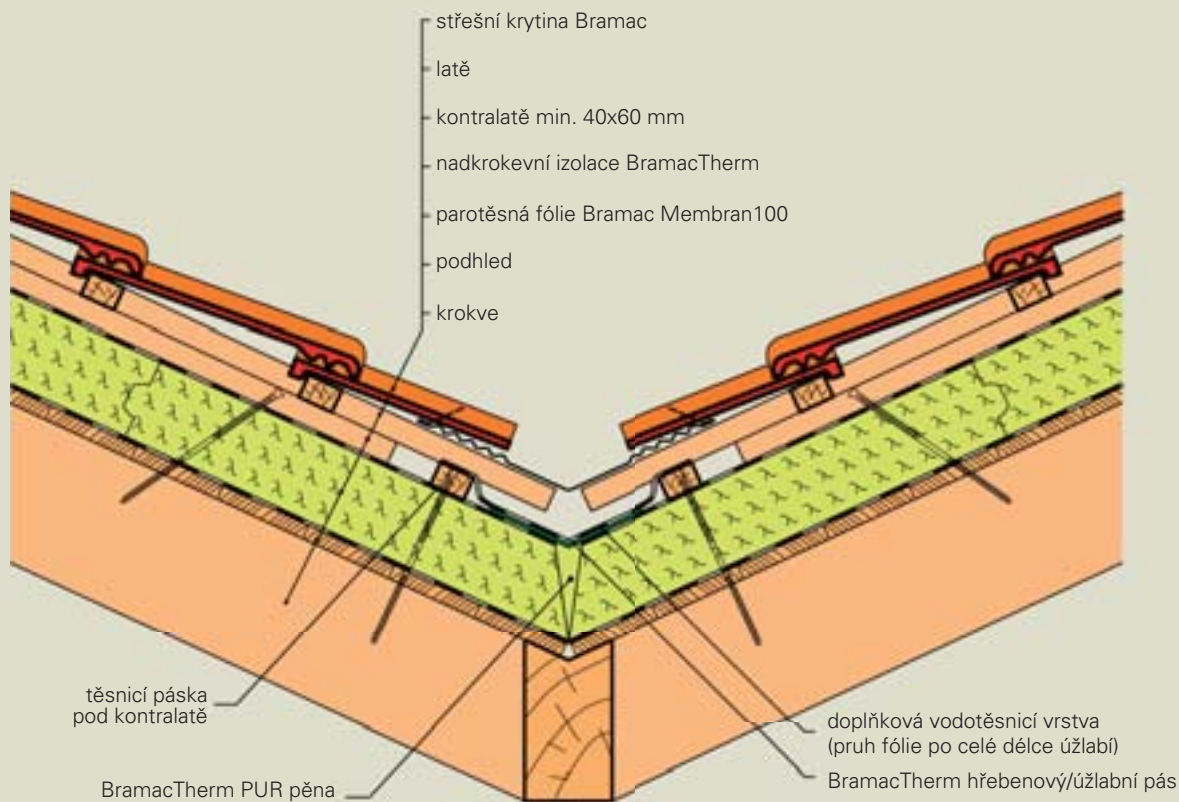 střešní krytina Bramac
latě
kontralatě min. 40x60 mm
nadkrokevní izolace BramacTherm
parotěsná fólie Bramac Membran100
podhled
krokve
těsnicí páska
pod kontralatě
BramacTherm PUR pěna
doplňková vodotěsnicí vrstva
(pruh fólie po celé délce úžlabí)
BramacTherm hřebenový/úžlabní pás